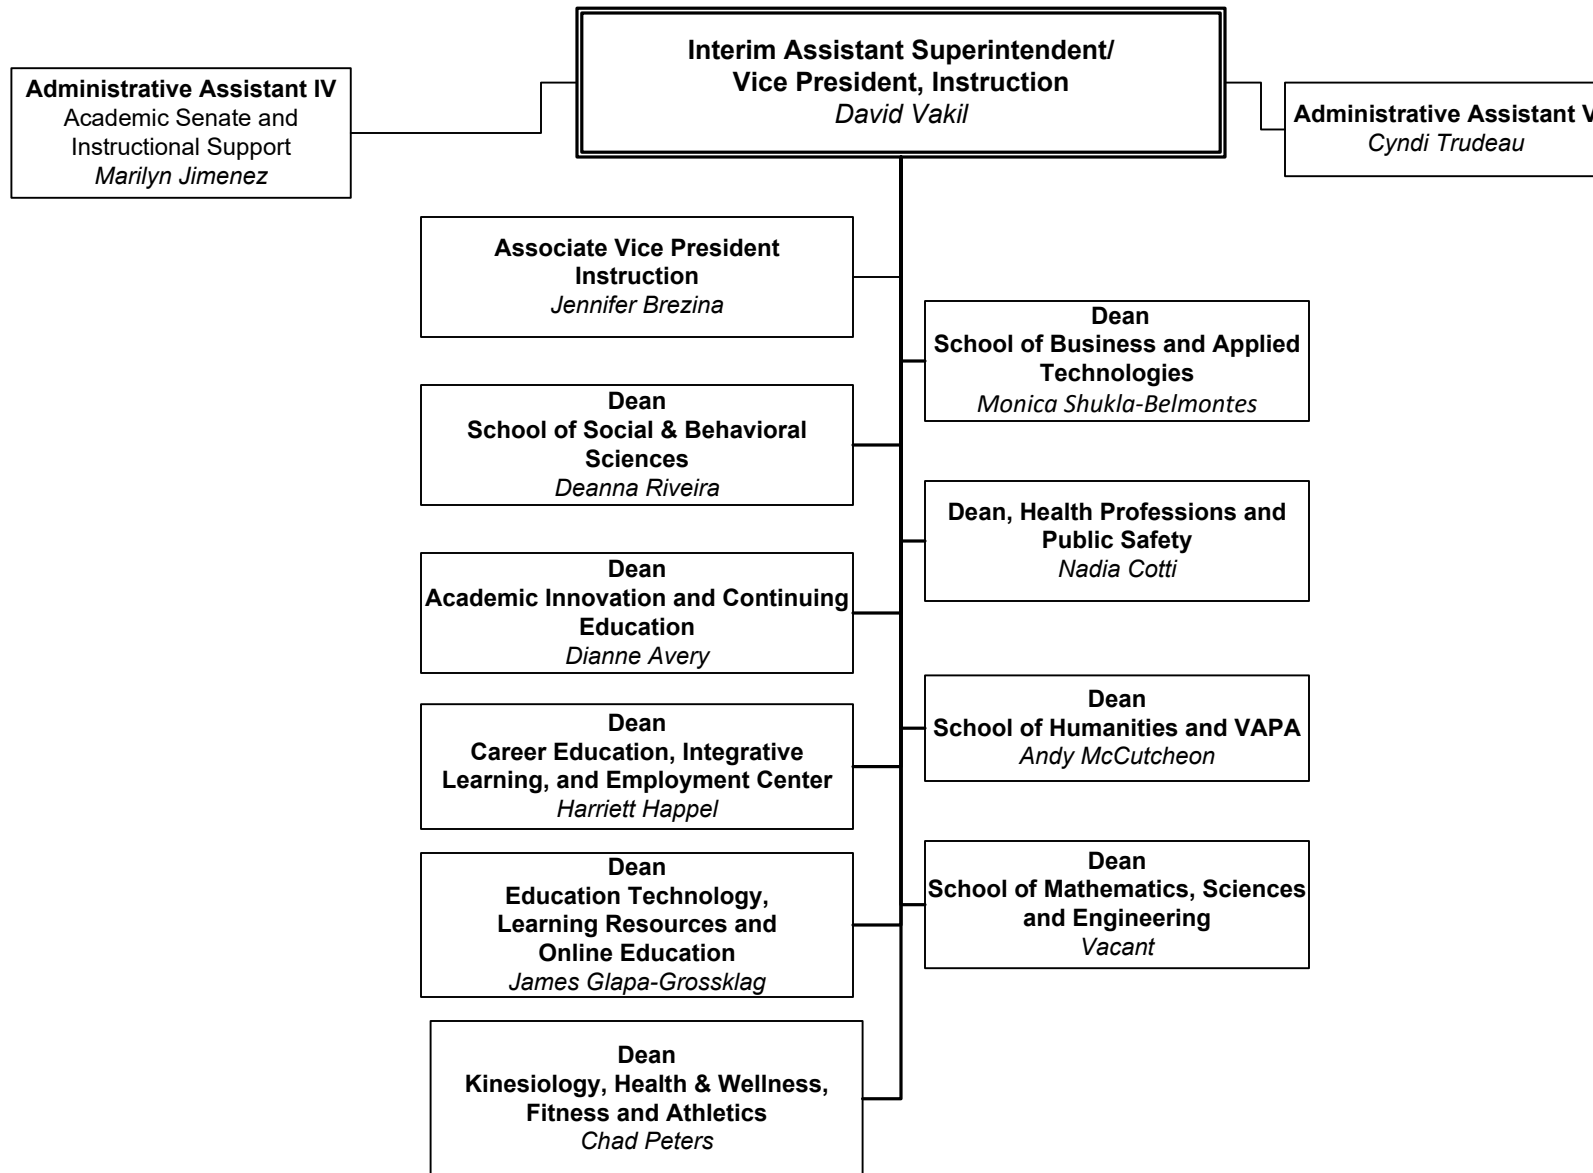 Interim Assistant Superintendent/
Vice President, Instruction
David Vakil
Administrative Assistant IV
Academic Senate and
Instructional Support
Marilyn Jimenez
Administrative Assistant V
Cyndi Trudeau
Associate Vice President
Instruction
Jennifer Brezina
Dean
School of Business and Applied
Technologies
Monica Shukla-Belmontes
Dean
School of Social & Behavioral
Sciences
Deanna Riveira
Dean, Health Professions and
Public Safety
Nadia Cotti
Dean
Academic Innovation and Continuing
Education
Dianne Avery
Dean
School of Humanities and VAPA
Andy McCutcheon
Dean
Career Education, Integrative
Learning, and Employment Center
Harriett Happel
Dean
School of Mathematics, Sciences
and Engineering
Vacant
Dean
Education Technology,
Learning Resources and
Online Education
James Glapa-Grossklag
Dean
Kinesiology, Health & Wellness,
Fitness and Athletics
Chad Peters